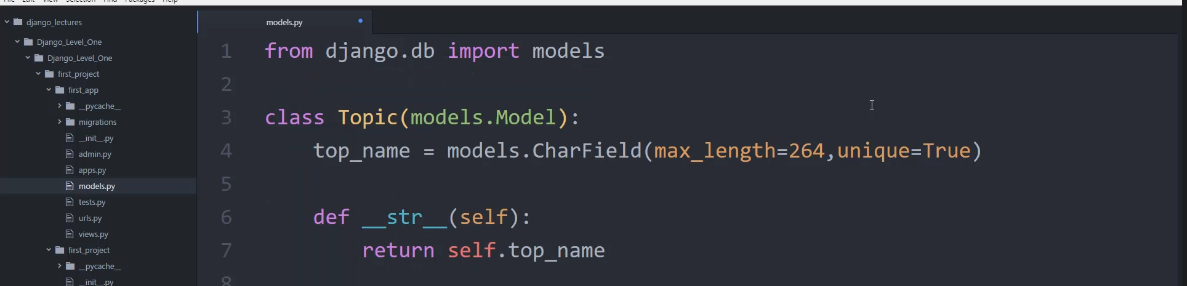 File Edit View Selection Find Packages Help
django_lectures
Django_Level_One
Django_Level_One
first_project
first_app
__pycache__
migrations
__init__.py
admin.py
apps.py
models.py
tests.py
urls.py
views.py
first_project
__pycache__
__init__.py
models.py
1 from django.db import models
2
3 class Topic(models.Model):
4 top_name = models.CharField(max_length=264,unique=True)
5
6 def __str__(self):
7 return self.top_name
8